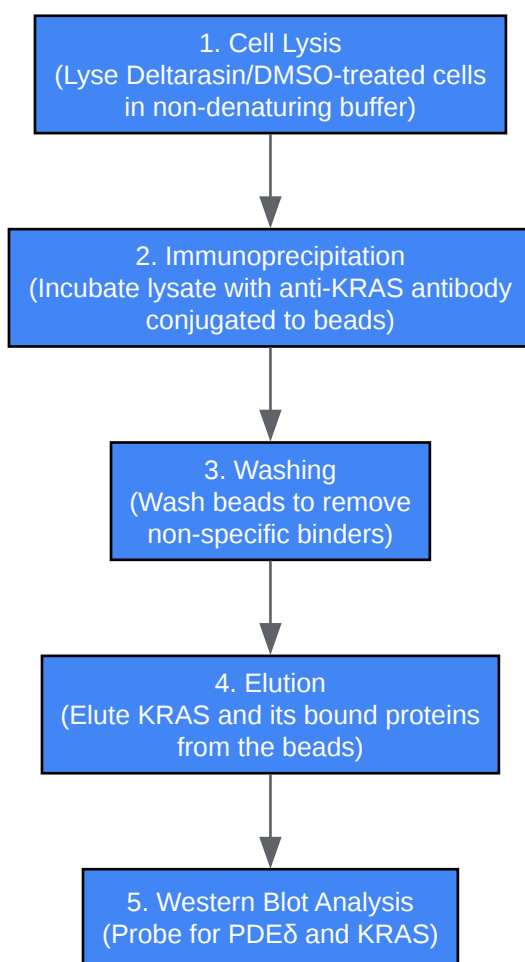 1. Cell Lysis
(Lyse Deltarasin/DMSO-treated cells
in non-denaturing buffer)
2. Immunoprecipitation
(Incubate lysate with anti-KRAS antibody
conjugated to beads)
3. Washing
(Wash beads to remove
non-specific binders)
4. Elution
(Elute KRAS and its bound proteins
from the beads)
5. Western Blot Analysis
(Probe for PDEδ and KRAS)